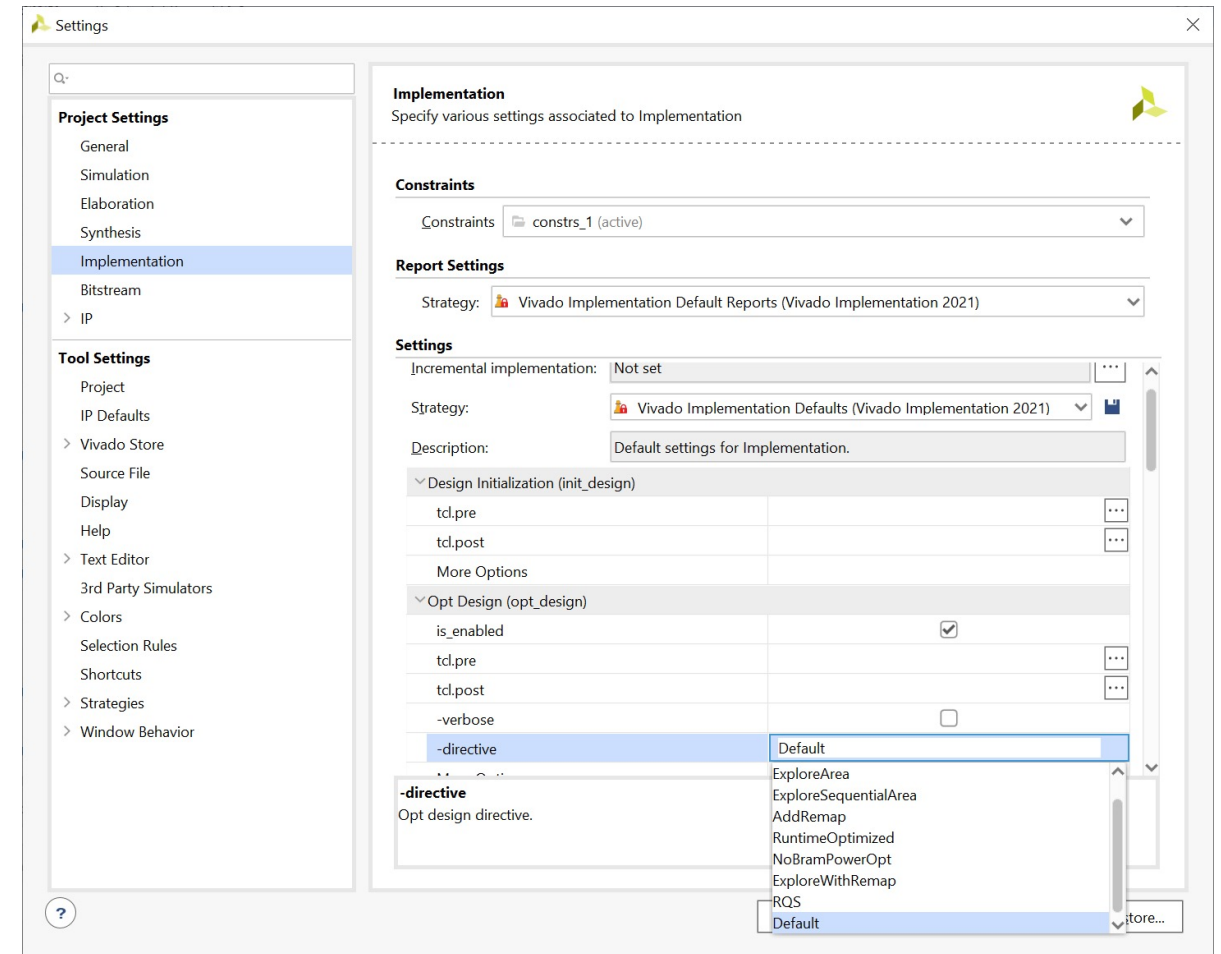 Settings
Project Settings
General
Simulation
Elaboration
Synthesis
Implementation
Bitstream
IP
Tool Settings
Project
IP Defaults
Vivado Store
Source File
Display
Help
Text Editor
3rd Party Simulators
Colors
Selection Rules
Shortcuts
Strategies
Window Behavior
Implementation
Specify various settings associated to Implementation
Constraints
Constraints constrs_1 (active)
Report Settings
Strategy: Vivado Implementation Default Reports (Vivado Implementation 2021)
Settings
Incremental implementation: Not set ...
Strategy: Vivado Implementation Defaults (Vivado Implementation 2021)
Description: Default settings for Implementation.
Design Initialization (init_design)
tcl.pre ...
tcl.post ...
More Options
Opt Design (opt_design)
is_enabled
tcl.pre ...
tcl.post ...
-verbose
-directive Default
-directive
Opt design directive.
ExploreArea
ExploreSequentialArea
AddRemap
RuntimeOptimized
NoBramPowerOpt
ExploreWithRemap
RQS
Default
? store...